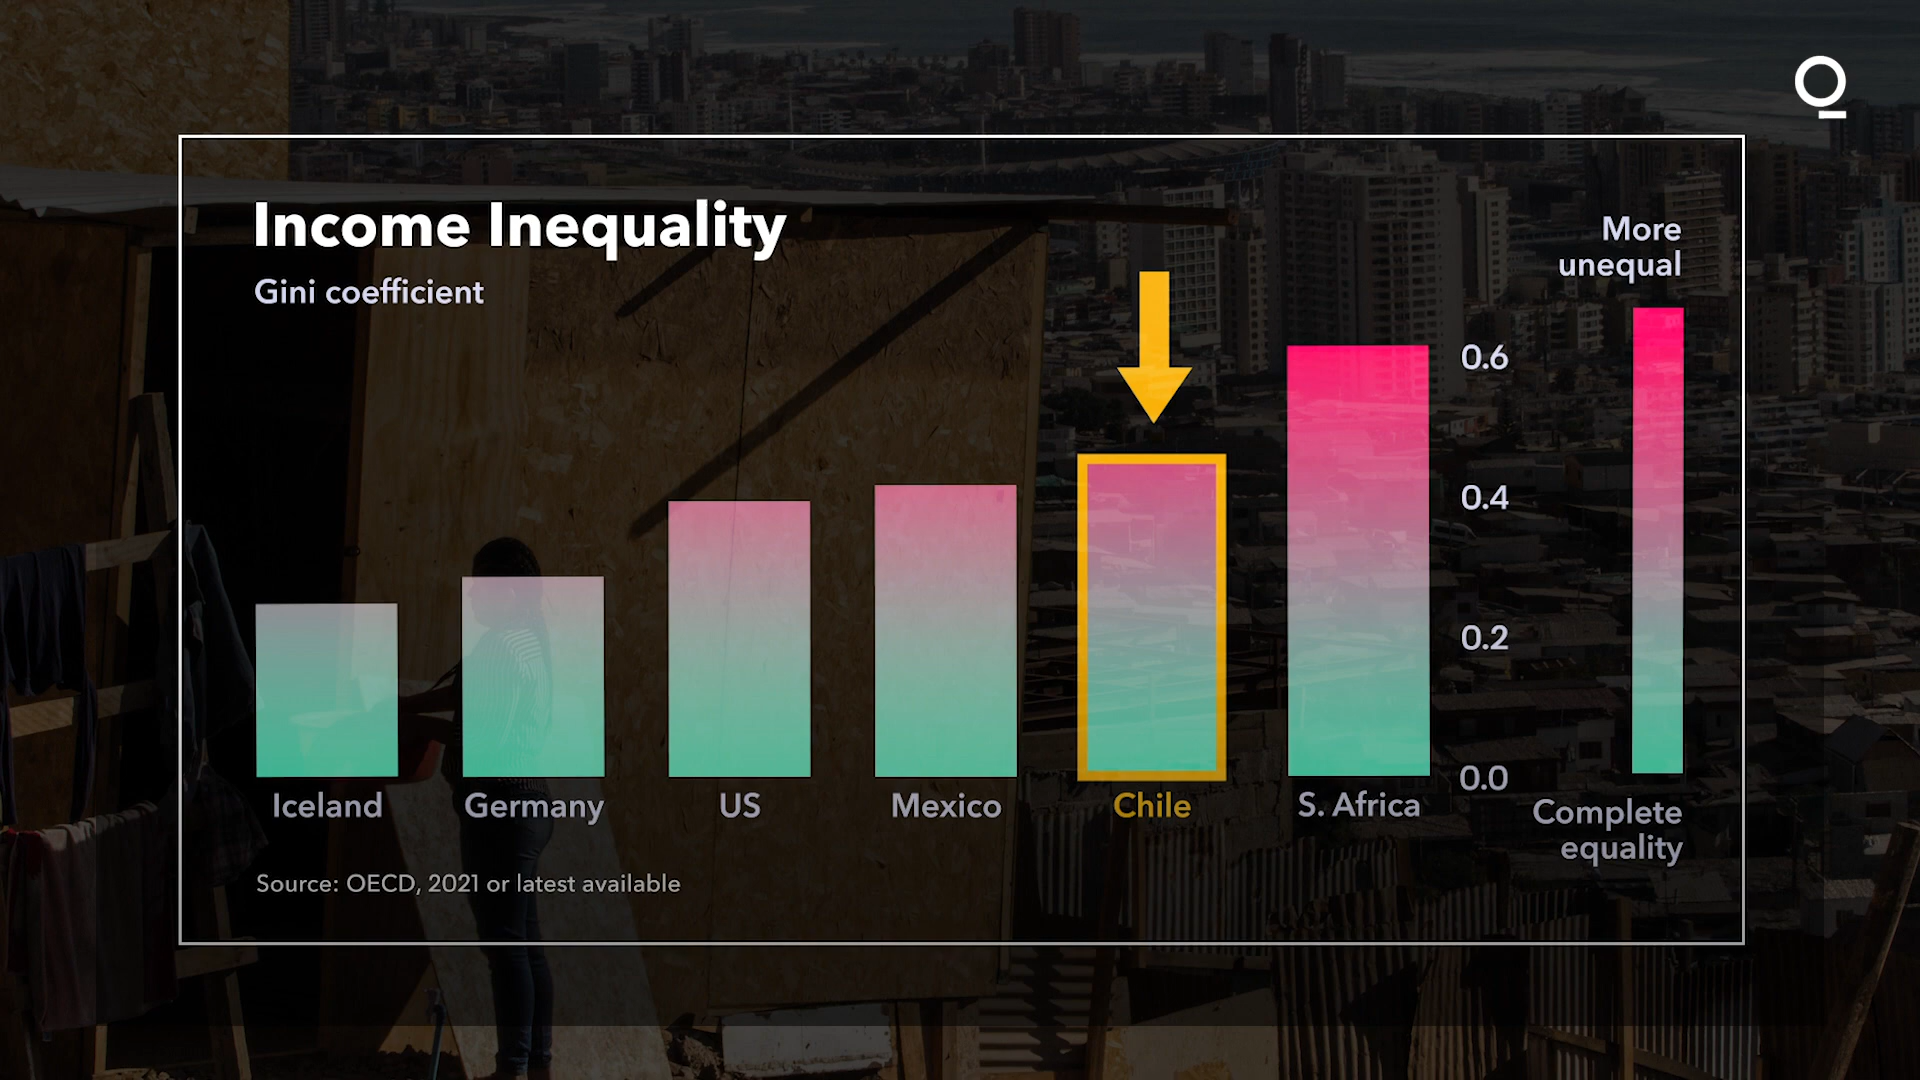 Income Inequality
Gini coefficient
More
unequal
0.6
0.4
0.2
0.0
Iceland
Germany
US
Mexico
Chile
S. Africa
Complete
equality
Source: OECD, 2021 or latest available